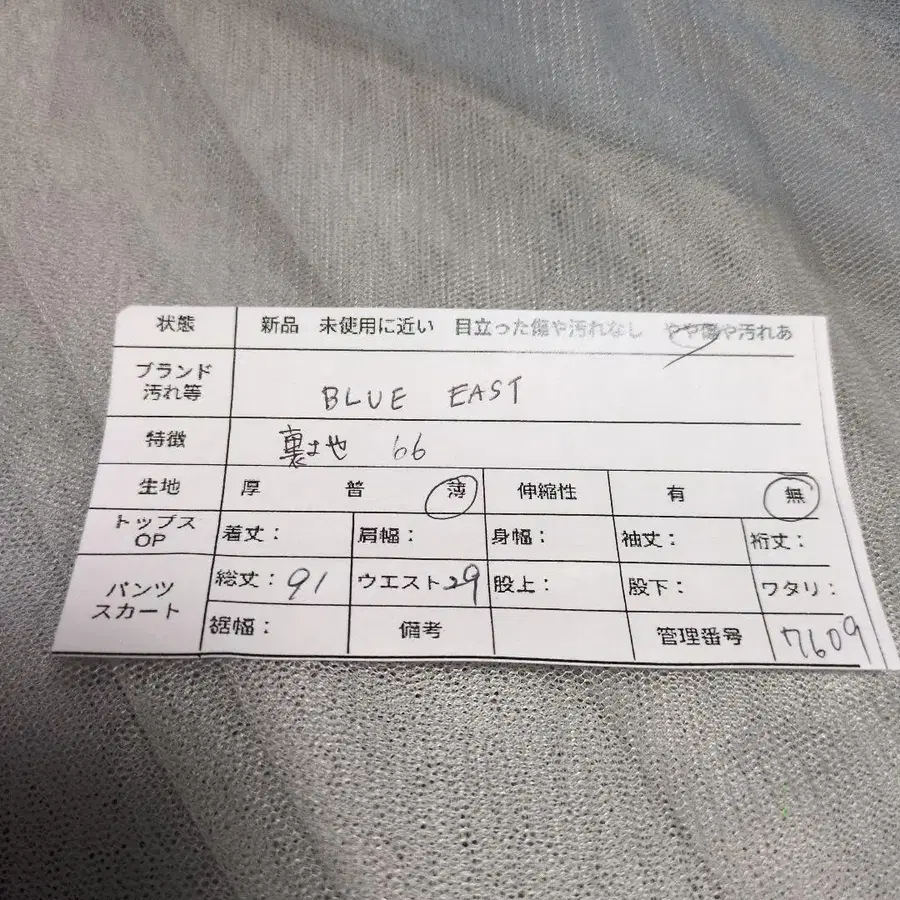 状態 新品 未使用に近い 目立った傷や汚れなし やや傷や汚れあ
ブランド
汚れ等 BLUE EAST
特徴 裏地 66
生地 厚 普 薄 伸縮性 有 無
トップス
OP 着丈: 肩幅: 身幅: 袖丈: 裄丈:
パンツ
スカート 総丈:91 ウエスト29 股上: 股下: ワタリ:
裾幅: 備考 管理番号 7609